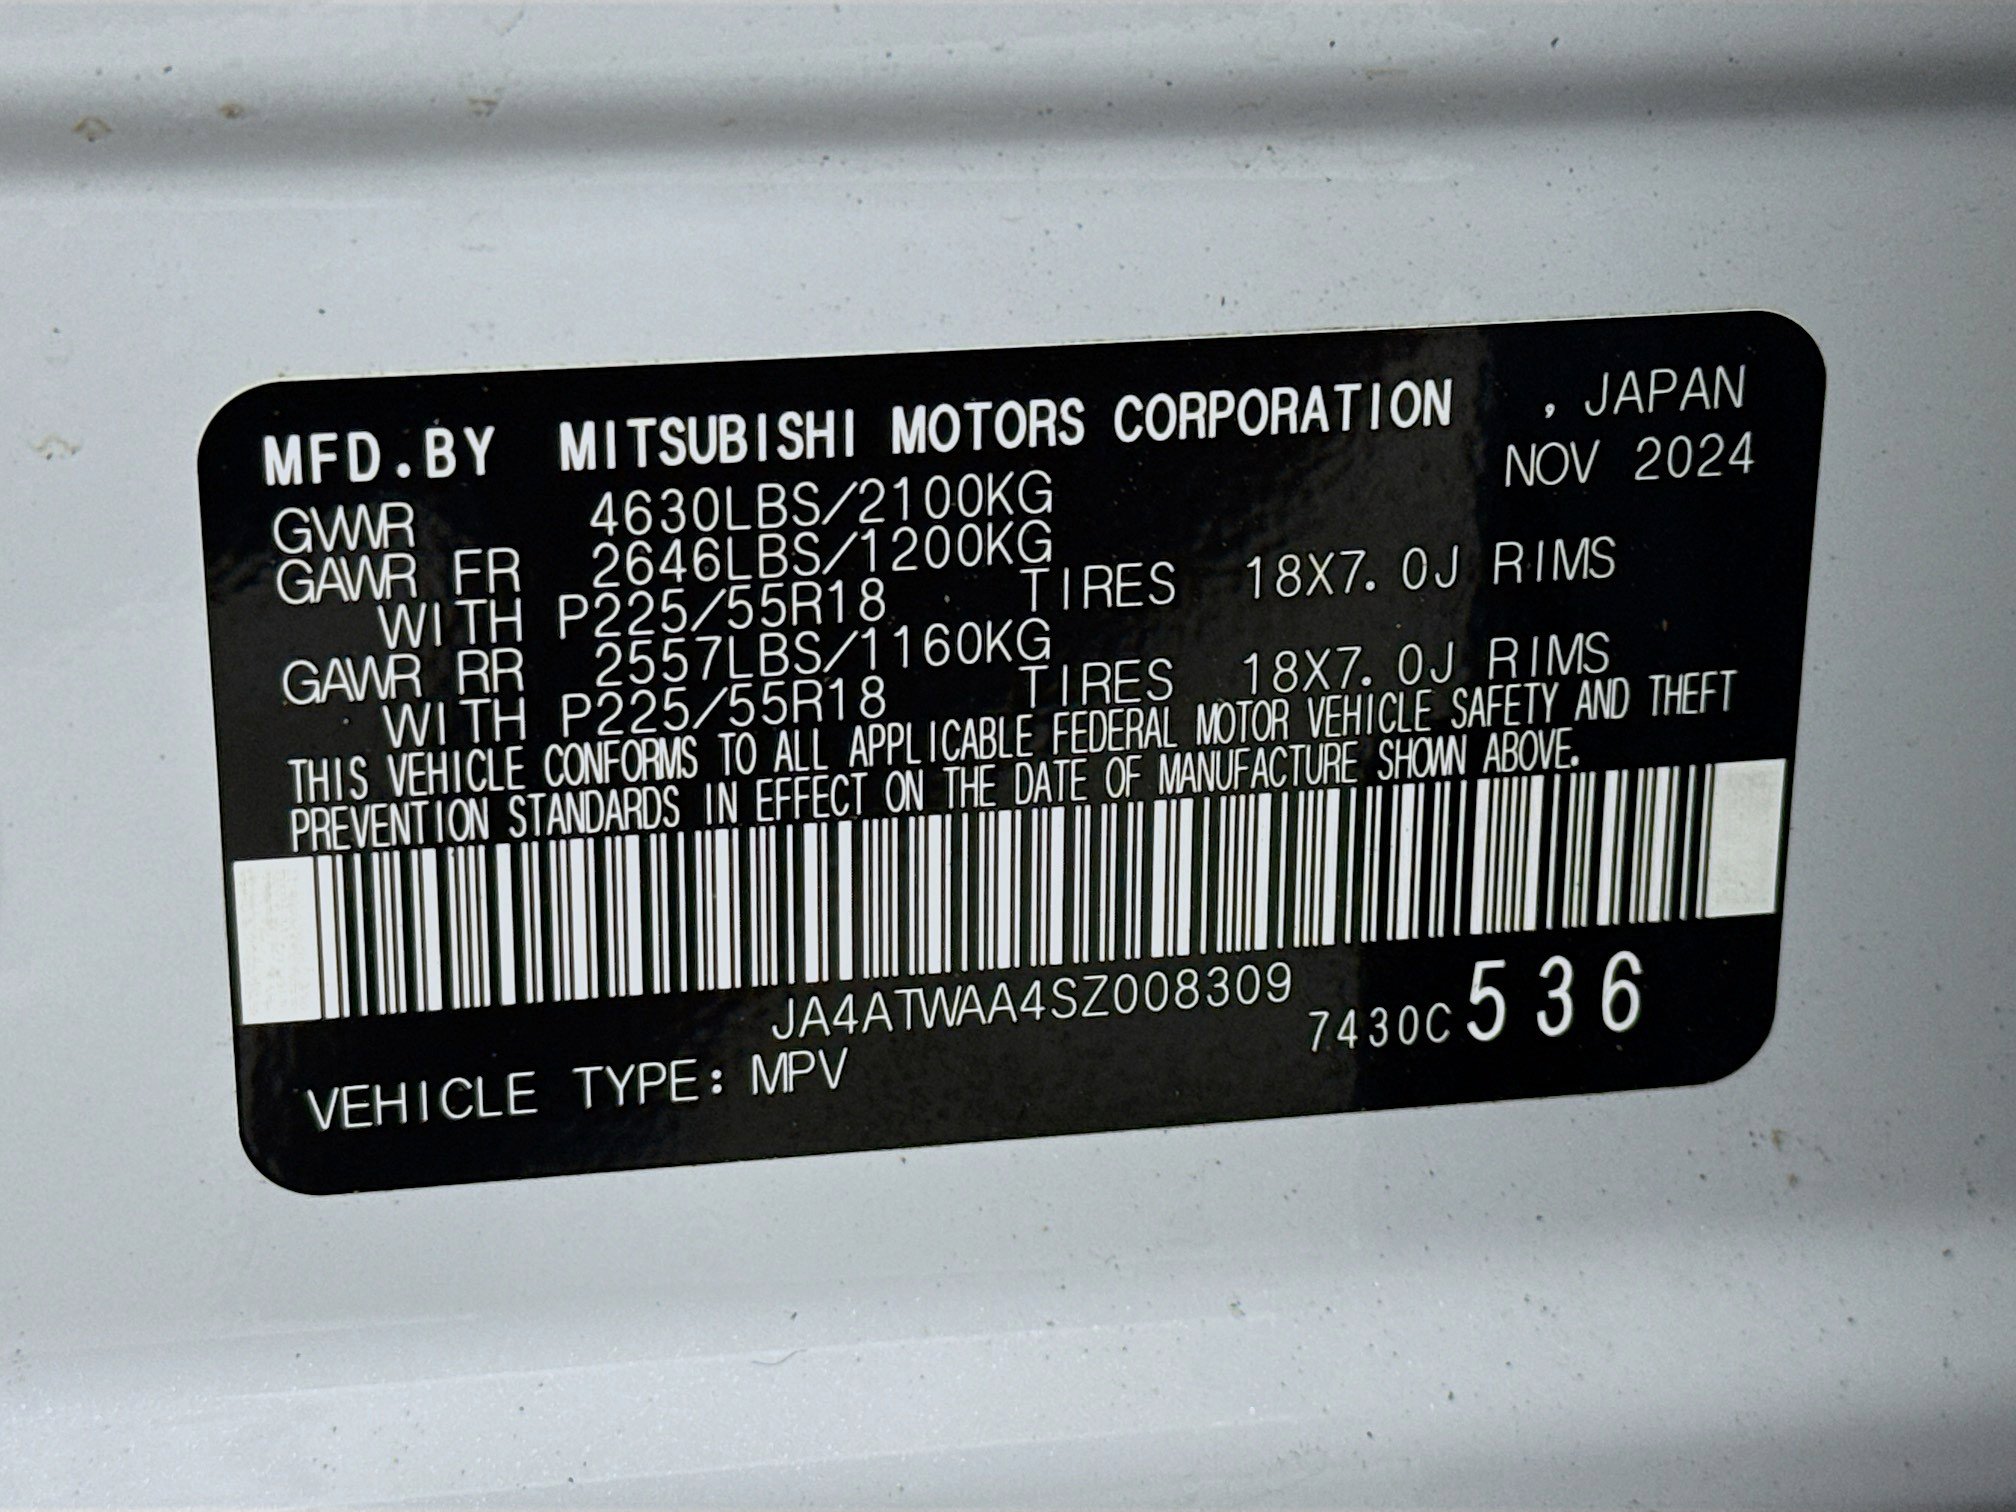 MFD.BY MITSUBISHI MOTORS CORPORATION , JAPAN
NOV 2024
GVWR 4630LBS/2100KG
GAWR FR 2646LBS/1200KG
WITH P225/55R18 TIRES 18X7.0J RIMS
GAWR RR 2557LBS/1160KG
WITH P225/55R18 TIRES 18X7.0J RIMS
THIS VEHICLE CONFORMS TO ALL APPLICABLE FEDERAL MOTOR VEHICLE SAFETY AND THEFT
PREVENTION STANDARDS IN EFFECT ON THE DATE OF MANUFACTURE SHOWN ABOVE.
JA4ATWAA4SZ008309
7430C536
VEHICLE TYPE: MPV